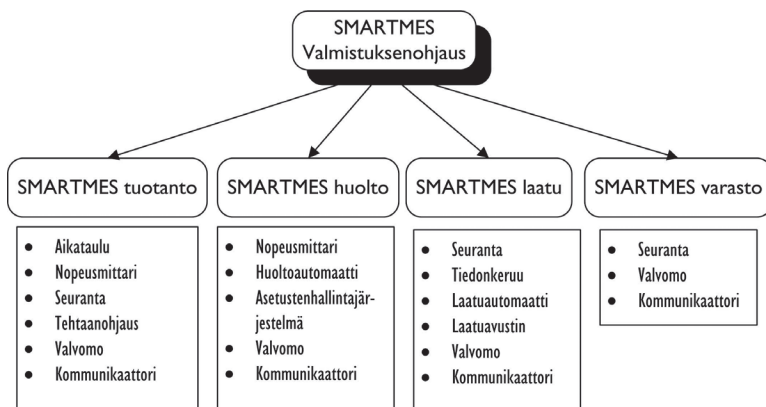 SMARTMES
Valmistuksenohjaus
SMARTMES tuotanto
SMARTMES huolto
SMARTMES laatu
SMARTMES varasto
• Aikataulu
• Nopeusmittari
• Seuranta
• Tehtaanohjaus
• Valvomo
• Kommunikaattori
• Nopeusmittari
• Huoltoautomaatti
• Asetustenhallintajär-
jestelmä
• Valvomo
• Kommunikaattori
• Seuranta
• Tiedonkeruu
• Laatuautomaatti
• Laatuavustin
• Valvomo
• Kommunikaattori
• Seuranta
• Valvomo
• Kommunikaattori